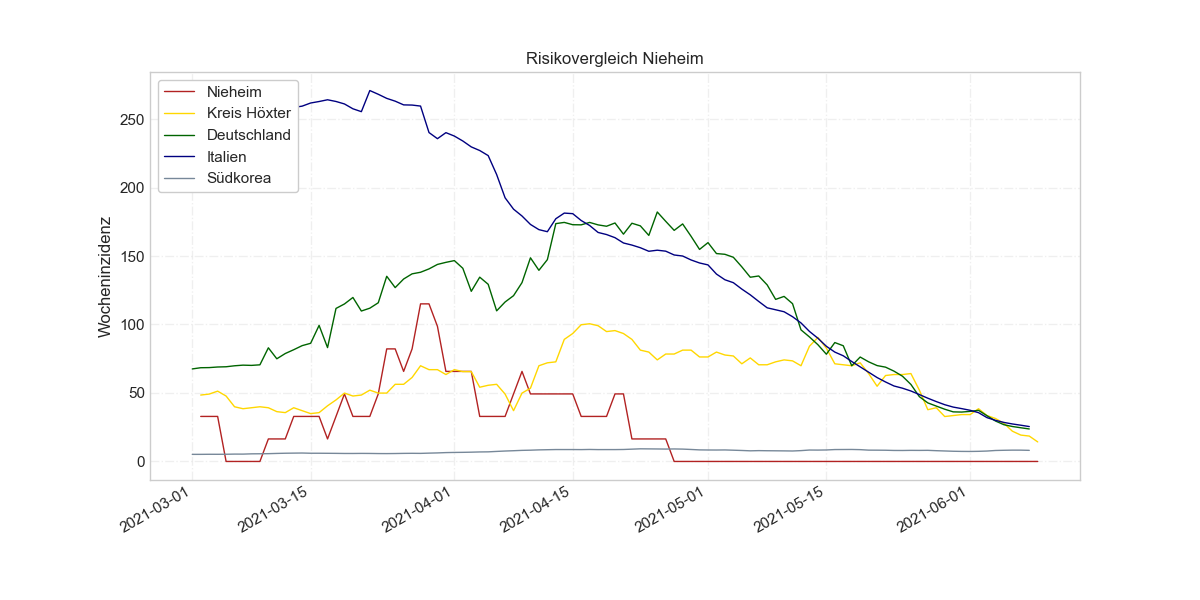 Risikovergleich Nieheim
Nieheim
Kreis Höxter
Deutschland
Italien
Südkorea
Wocheninzidenz
250
200
150
100
50
0
2021-03-01
2021-03-15
2021-04-01
2021-04-15
2021-05-01
2021-05-15
2021-06-01